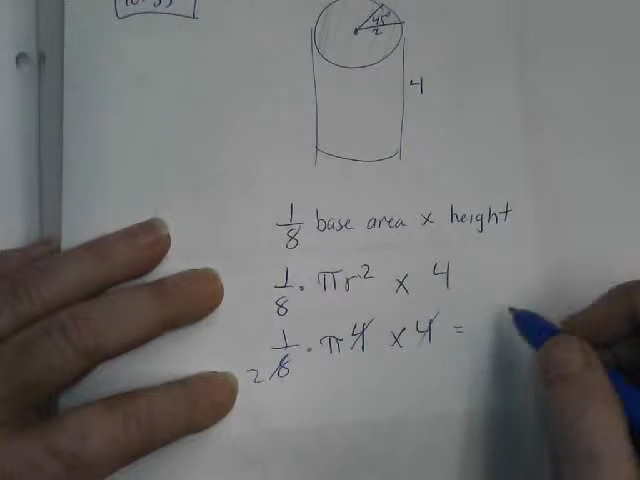 45°
2
4
1/8 base area x height
1/8 · πr² x 4
1/8 · π4 x 4 =
2